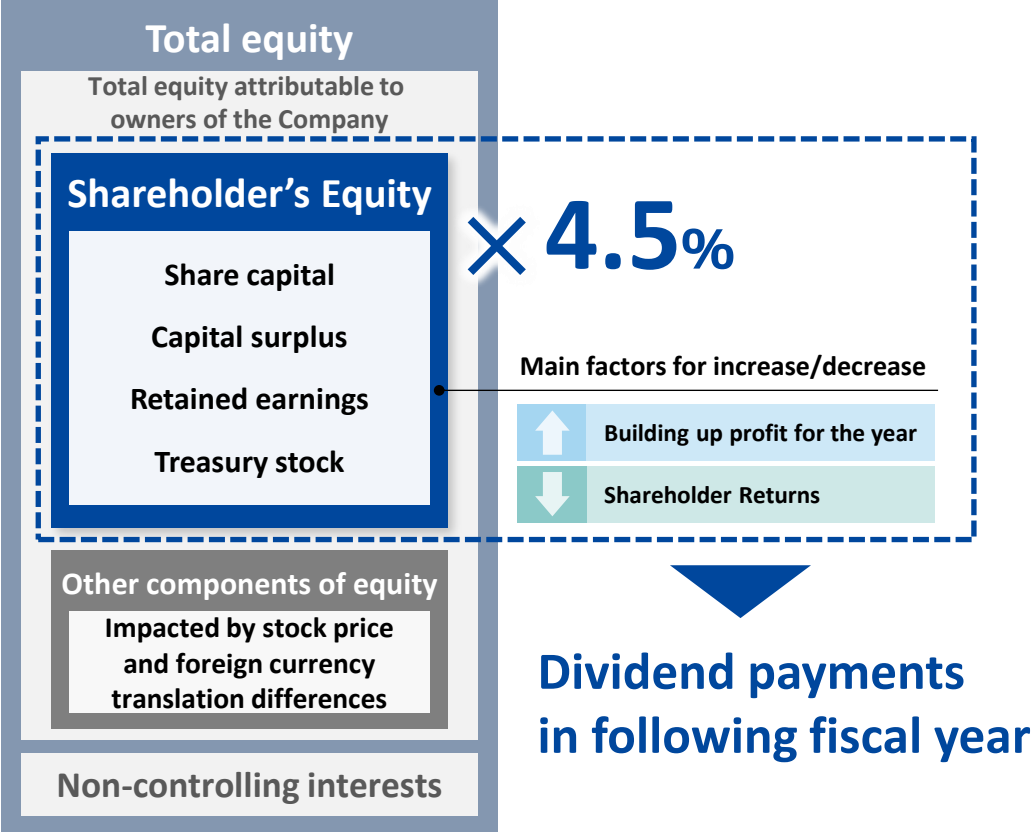 Total equity
Total equity attributable to
owners of the Company
Shareholder’s Equity
Share capital
Capital surplus
Retained earnings
Treasury stock
× 4.5%
Main factors for increase/decrease
Building up profit for the year
Shareholder Returns
Other components of equity
Impacted by stock price
and foreign currency
translation differences
Non-controlling interests
Dividend payments
in following fiscal year